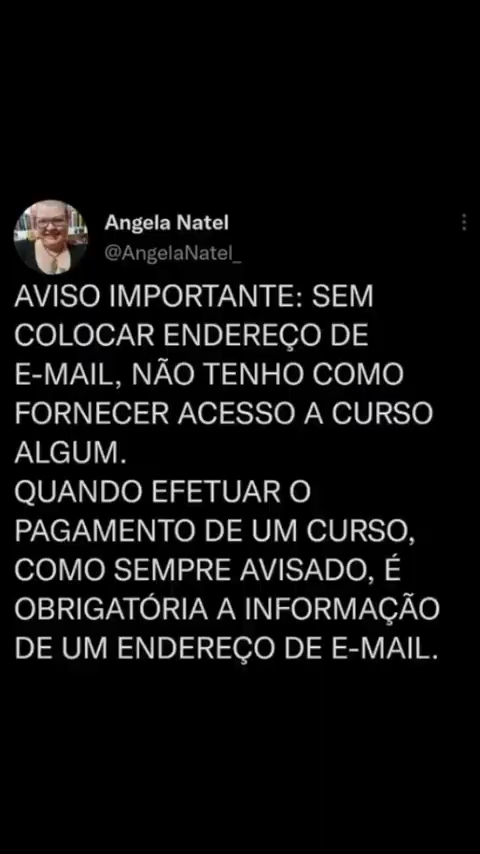 Angela Natel
@AngelaNatel_
AVISO IMPORTANTE: SEM
COLOCAR ENDEREÇO DE
E-MAIL, NÃO TENHO COMO
FORNECER ACESSO A CURSO
ALGUM.
QUANDO EFETUAR O
PAGAMENTO DE UM CURSO,
COMO SEMPRE AVISADO, É
OBRIGATÓRIA A INFORMAÇÃO
DE UM ENDEREÇO DE E-MAIL.